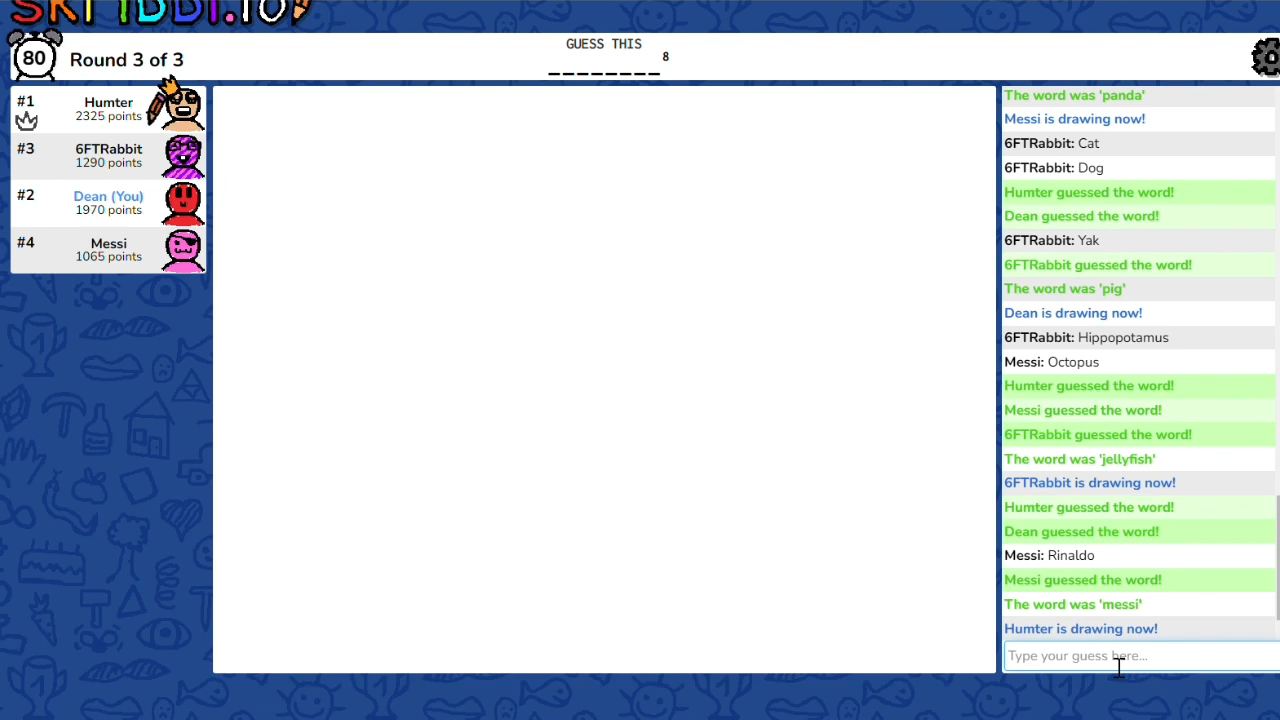 SKRIBBL.IO
80
Round 3 of 3
GUESS THIS
________ 8
#1
Humter
2325 points
#3
6FTRabbit
1290 points
#2
Dean (You)
1970 points
#4
Messi
1065 points
The word was 'panda'
Messi is drawing now!
6FTRabbit: Cat
6FTRabbit: Dog
Humter guessed the word!
Dean guessed the word!
6FTRabbit: Yak
6FTRabbit guessed the word!
The word was 'pig'
Dean is drawing now!
6FTRabbit: Hippopotamus
Messi: Octopus
Humter guessed the word!
Messi guessed the word!
6FTRabbit guessed the word!
The word was 'jellyfish'
6FTRabbit is drawing now!
Humter guessed the word!
Dean guessed the word!
Messi: Rinaldo
Messi guessed the word!
The word was 'messi'
Humter is drawing now!
Type your guess here...